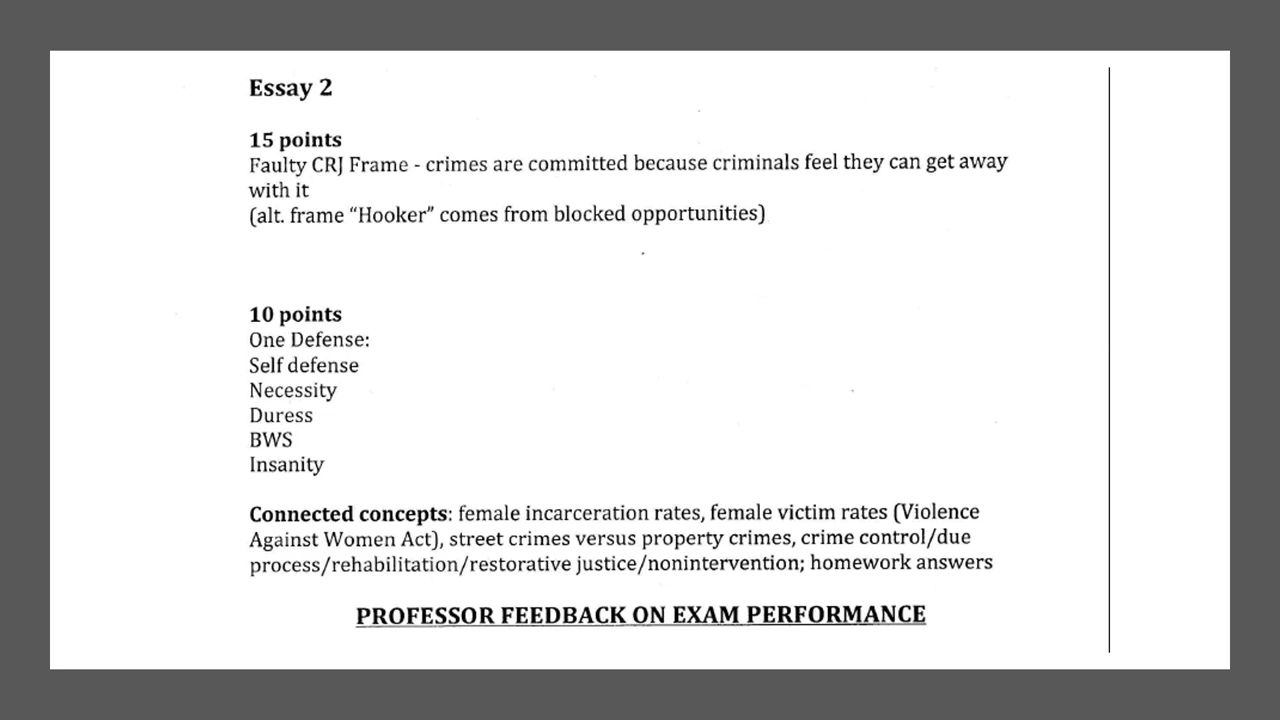 Essay 2
15 points
Faulty CRJ Frame - crimes are committed because criminals feel they can get away
with it
(alt. frame “Hooker” comes from blocked opportunities)
10 points
One Defense:
Self defense
Necessity
Duress
BWS
Insanity
Connected concepts: female incarceration rates, female victim rates (Violence
Against Women Act), street crimes versus property crimes, crime control/due
process/rehabilitation/restorative justice/nonintervention; homework answers
PROFESSOR FEEDBACK ON EXAM PERFORMANCE